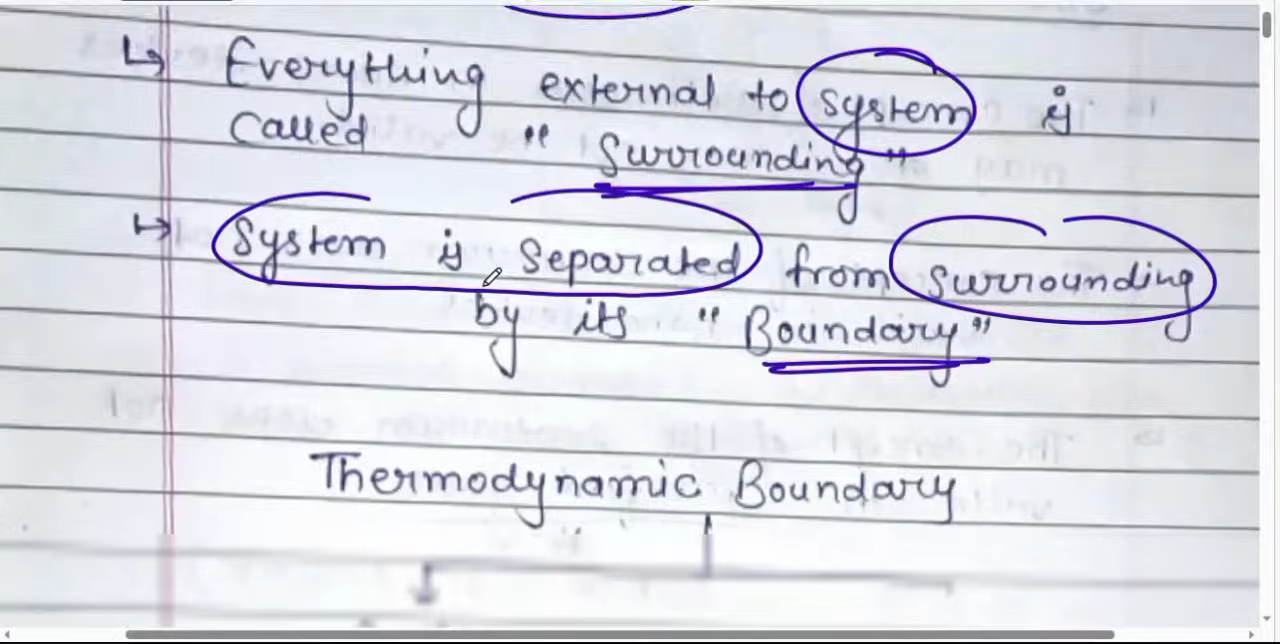 ↳ Everything external to system is
called "Surrounding"
↳ System is separated from surrounding
by its "Boundary"
Thermodynamic Boundary